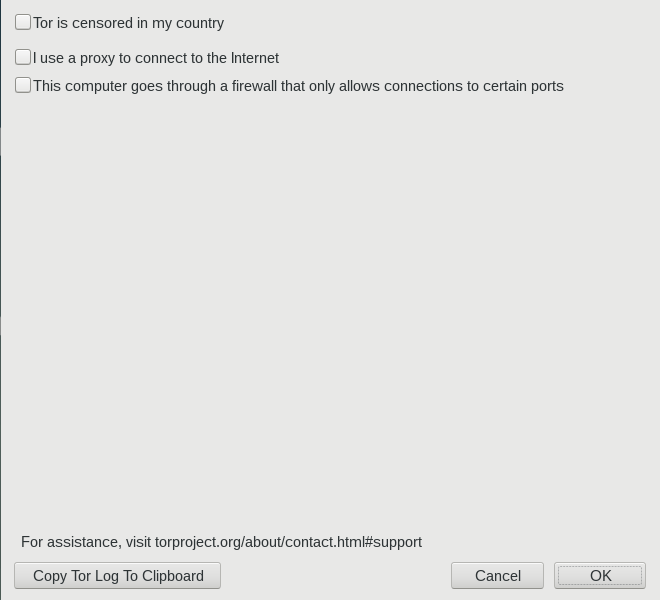 Tor is censored in my country
I use a proxy to connect to the Internet
This computer goes through a firewall that only allows connections to certain ports
For assistance, visit torproject.org/about/contact.html#support
Copy Tor Log To Clipboard
Cancel
OK